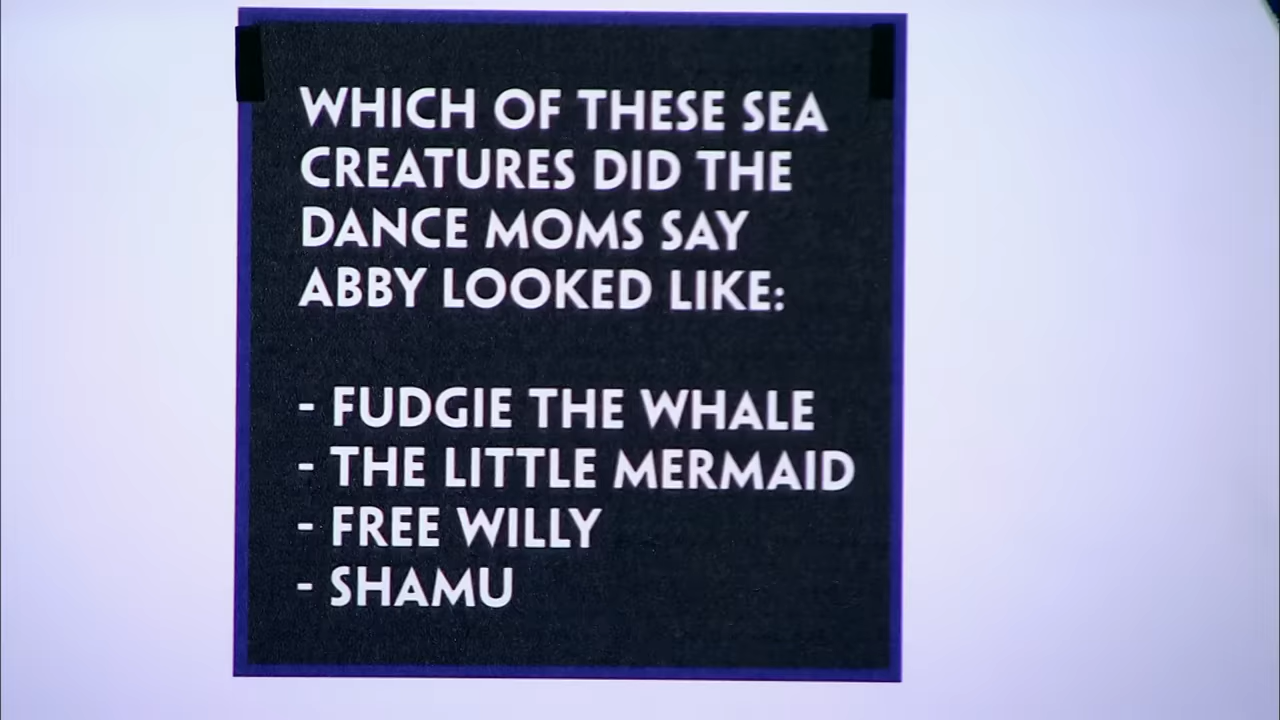 WHICH OF THESE SEA
CREATURES DID THE
DANCE MOMS SAY
ABBY LOOKED LIKE:
- FUDGIE THE WHALE
- THE LITTLE MERMAID
- FREE WILLY
- SHAMU